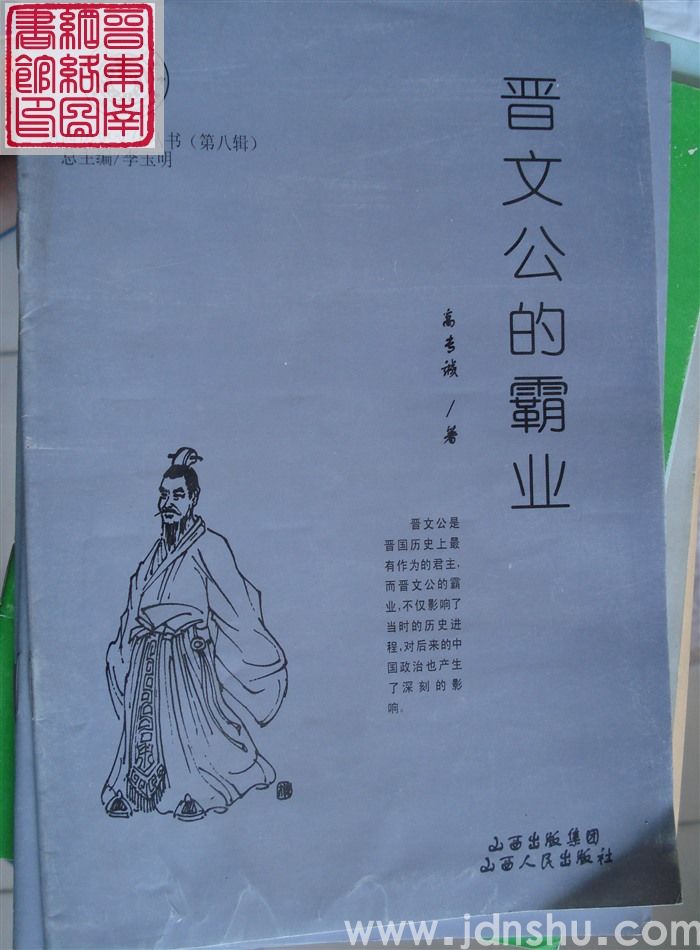 晋东南
网络图
书馆印
书（第八辑）
总主编/李玉明
晋文公的霸业
高专诚/著
晋文公是
晋国历史上最
有作为的君主，
而晋文公的霸
业，不仅影响了
当时的历史进
程，对后来的中
国政治也产生
了深刻的影
响。
山西出版集团
山西人民出版社
www.jdnshu.com